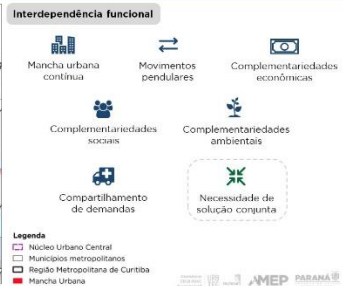 Interdependência funcional
Mancha urbana
contínua
Movimentos
pendulares
Complementariedades
econômicas
Complementariedades
sociais
Complementariedades
ambientais
Compartilhamento
de demandas
Necessidade de
solução conjunta
Legenda
Núcleo Urbano Central
Municípios metropolitanos
Região Metropolitana de Curitiba
Mancha Urbana
AMEP
PARANÁ